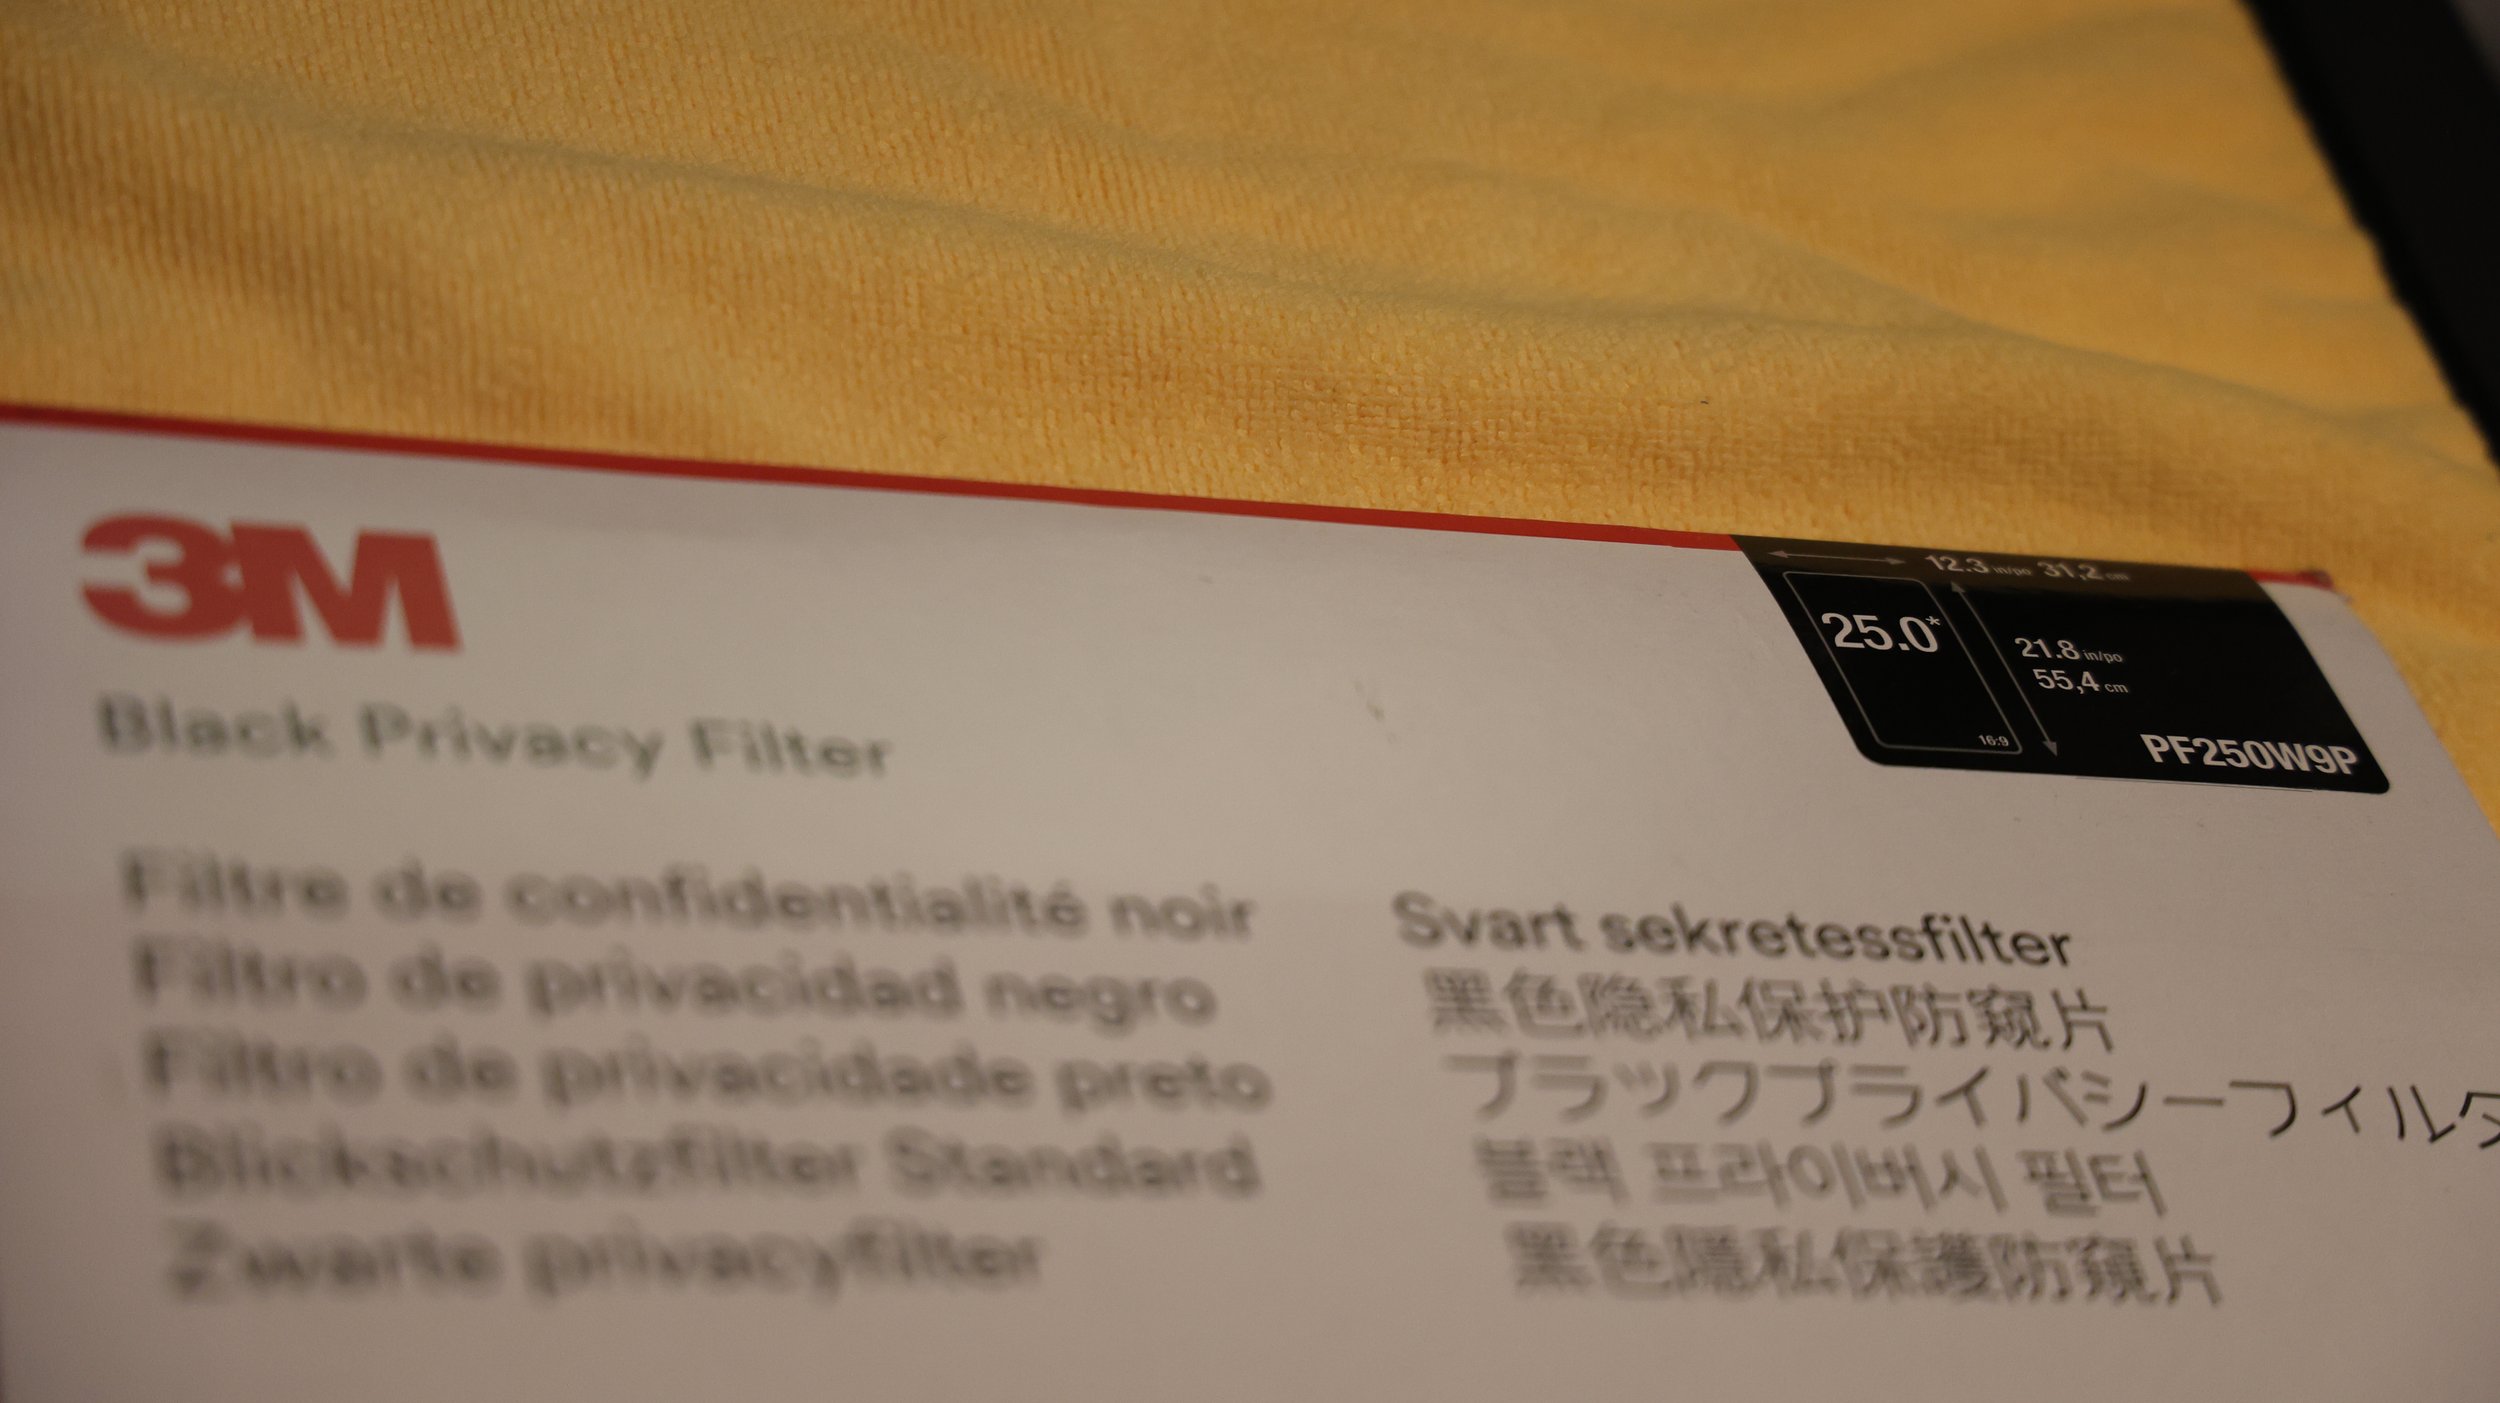 3M
Black Privacy Filter
12.3 in/po 31,2 cm
25.0*
21.8 in/po
55,4 cm
16:9
PF250W9P
Filtre de confidentialité noir
Filtro de privacidad negro
Filtro de privacidade preto
Blickschutzfilter Standard
Zwarte privacyfilter
Svart sekretessfilter
黑色隐私保护防窥片
ブラックプライバシーフィルタ
블랙 프라이버시 필터
黑色隱私保護防窺片